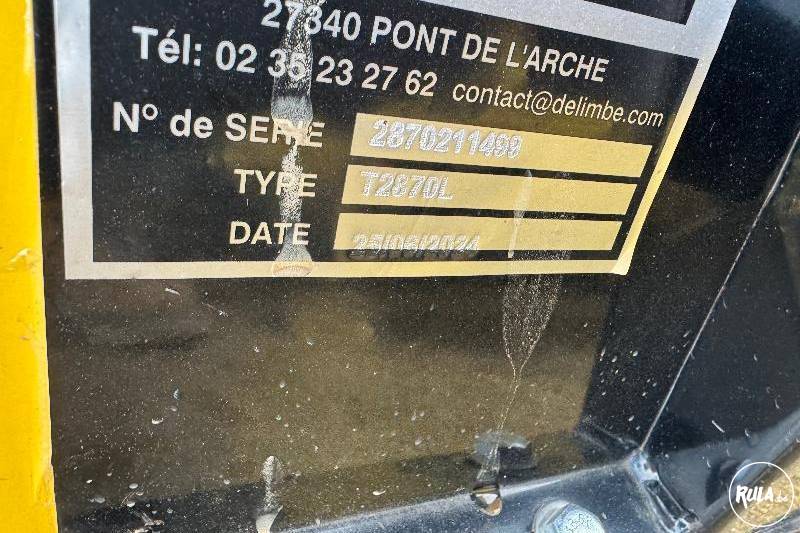 27340 PONT DE L'ARCHE
Tél: 02 35 23 27 62 contact@delimbe.com
N° de SERIE
TYPE T2870L
DATE
RULA.be